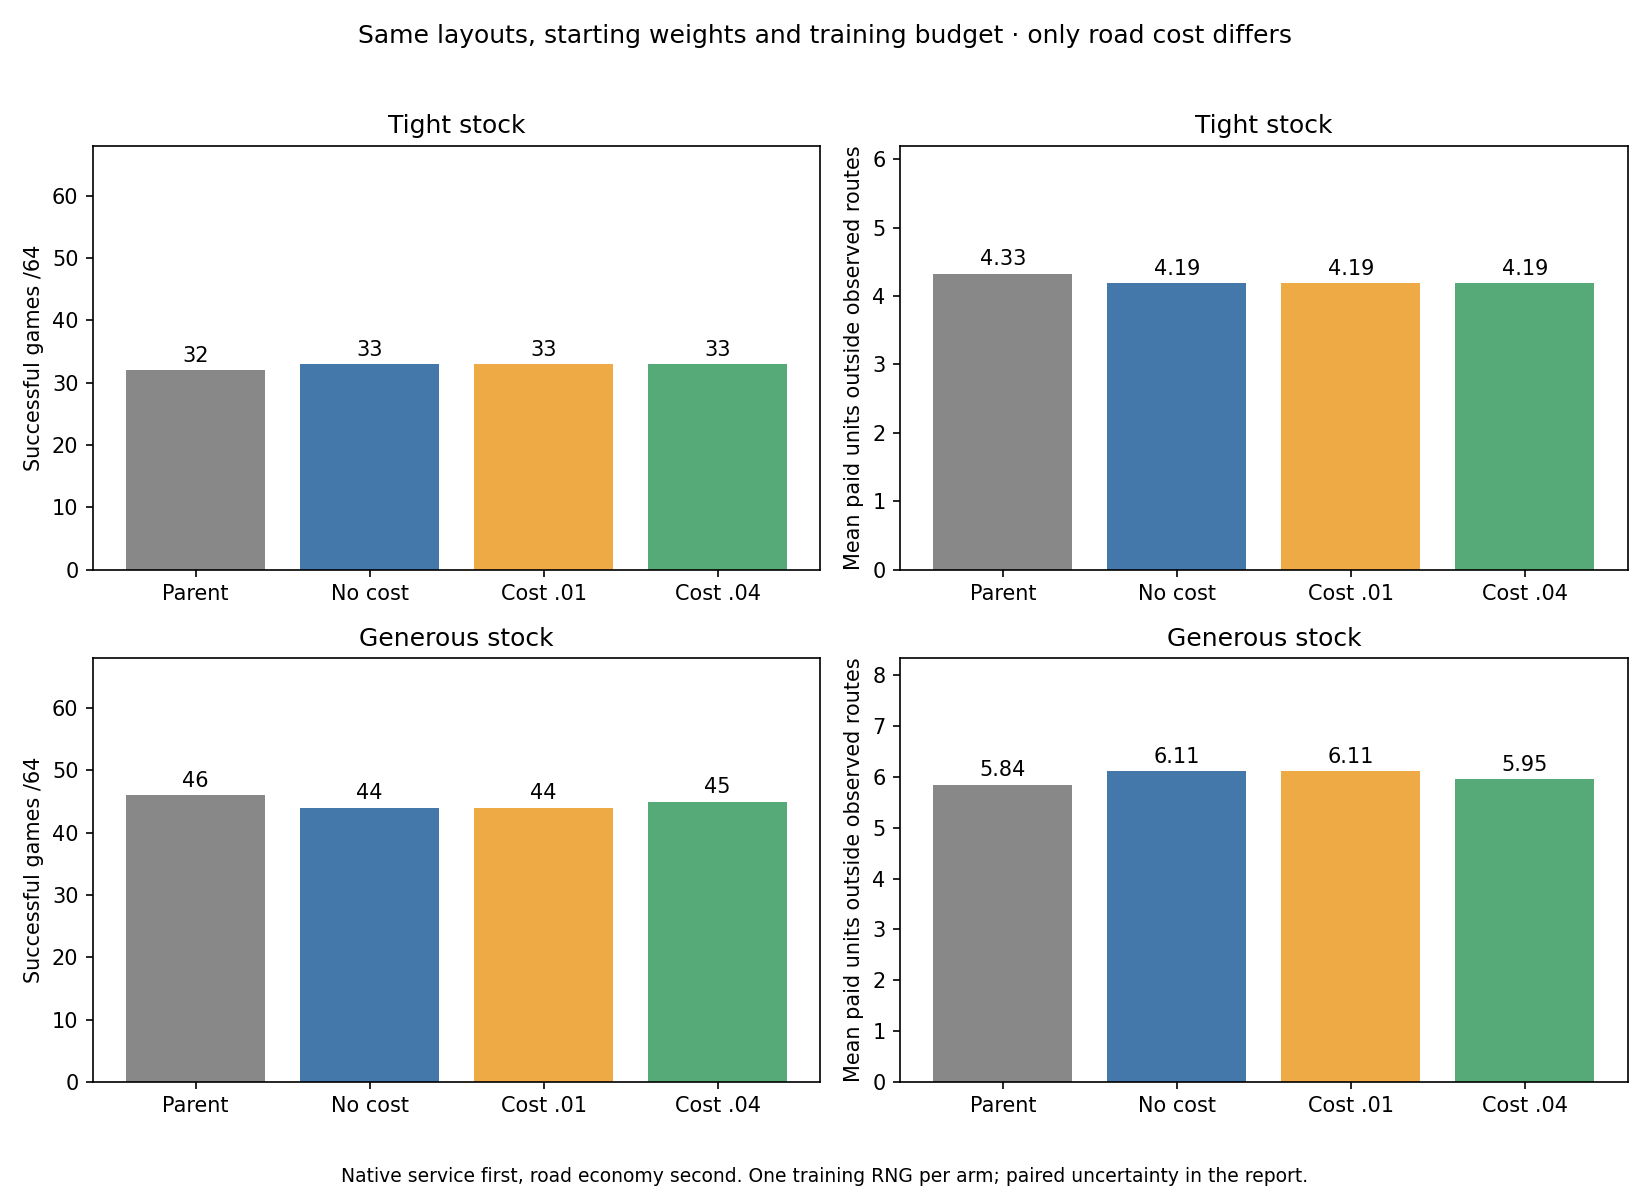 Same layouts, starting weights and training budget · only road cost differs
Tight stock
Successful games /64
60
50
40
30
20
10
0
32
33
33
33
Parent
No cost
Cost .01
Cost .04
Tight stock
Mean paid units outside observed routes
6
5
4
3
2
1
0
4.33
4.19
4.19
4.19
Parent
No cost
Cost .01
Cost .04
Generous stock
Successful games /64
60
50
40
30
20
10
0
46
44
44
45
Parent
No cost
Cost .01
Cost .04
Generous stock
Mean paid units outside observed routes
8
7
6
5
4
3
2
1
0
5.84
6.11
6.11
5.95
Parent
No cost
Cost .01
Cost .04
Native service first, road economy second. One training RNG per arm; paired uncertainty in the report.